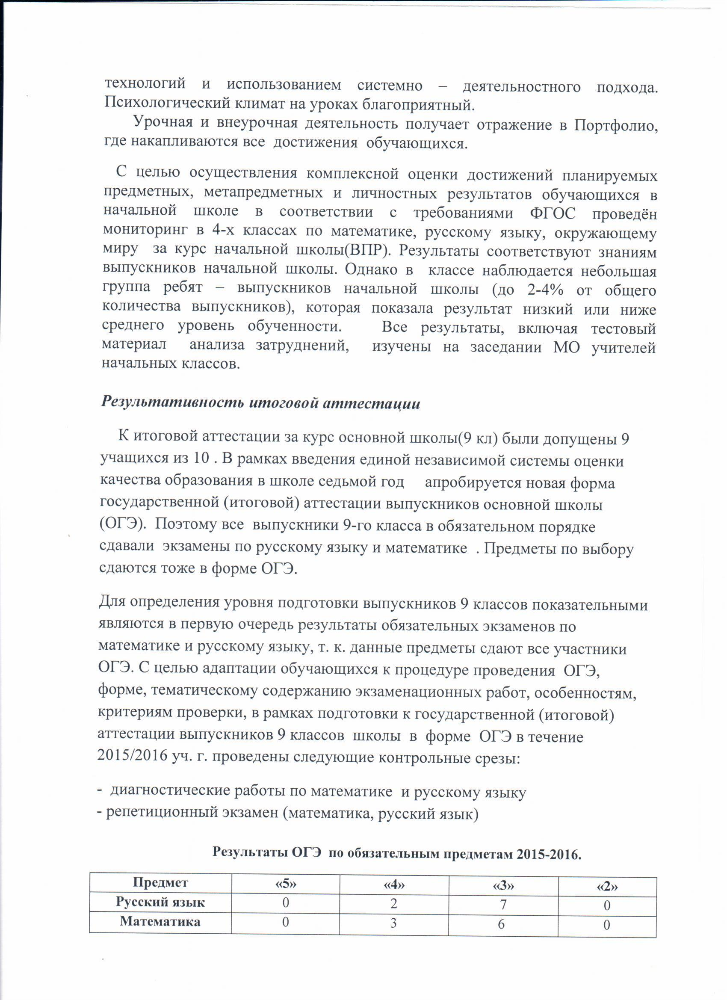 технологий и использованием системно – деятельностного подхода.
Психологический климат на уроках благоприятный.
Урочная и внеурочная деятельность получает отражение в Портфолио,
где накапливаются все достижения обучающихся.
С целью осуществления комплексной оценки достижений планируемых
предметных, метапредметных и личностных результатов обучающихся в
начальной школе в соответствии с требованиями ФГОС проведён
мониторинг в 4-х классах по математике, русскому языку, окружающему
миру за курс начальной школы(ВПР). Результаты соответствуют знаниям
выпускников начальной школы. Однако в классе наблюдается небольшая
группа ребят – выпускников начальной школы (до 2-4% от общего
количества выпускников), которая показала результат низкий или ниже
среднего уровень обученности. Все результаты, включая тестовый
материал анализа затруднений, изучены на заседании МО учителей
начальных классов.
Результативность итоговой аттестации
К итоговой аттестации за курс основной школы(9 кл) были допущены 9
учащихся из 10 . В рамках введения единой независимой системы оценки
качества образования в школе седьмой год апробируется новая форма
государственной (итоговой) аттестации выпускников основной школы
(ОГЭ). Поэтому все выпускники 9-го класса в обязательном порядке
сдавали экзамены по русскому языку и математике . Предметы по выбору
сдаются тоже в форме ОГЭ.
Для определения уровня подготовки выпускников 9 классов показательными
являются в первую очередь результаты обязательных экзаменов по
математике и русскому языку, т. к. данные предметы сдают все участники
ОГЭ. С целью адаптации обучающихся к процедуре проведения ОГЭ,
форме, тематическому содержанию экзаменационных работ, особенностям,
критериям проверки, в рамках подготовки к государственной (итоговой)
аттестации выпускников 9 классов школы в форме ОГЭ в течение
2015/2016 уч. г. проведены следующие контрольные срезы:
- диагностические работы по математике и русскому языку
- репетиционный экзамен (математика, русский язык)
Результаты ОГЭ по обязательным предметам 2015-2016.
Предмет «5» «4» «3» «2»
Русский язык 0 2 7 0
Математика 0 3 6 0